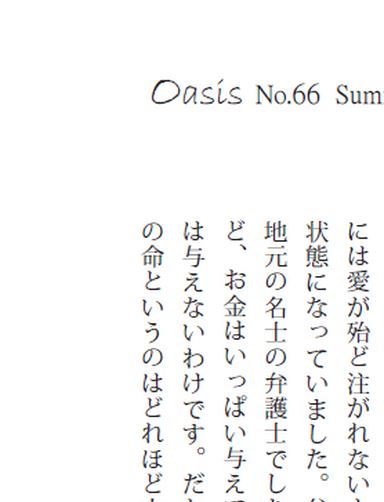 Oasis No.66 Sum
には愛が殆ど注がれない
状態になっていました。
地元の名士の弁護士でし
ど、お金はいっぱい与え
は与えないわけです。だ
の命というのはどれほど